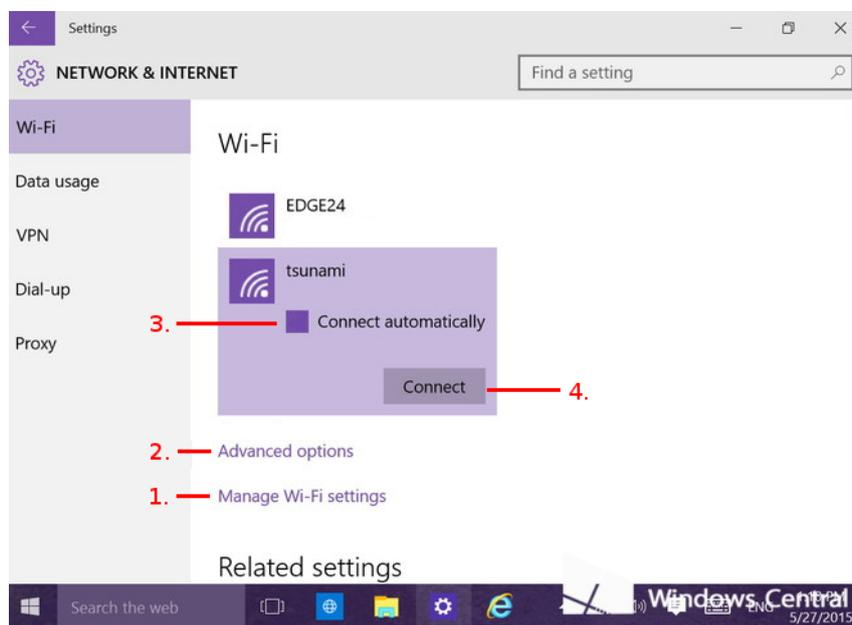 Settings
NETWORK & INTERNET
Find a setting
Wi-Fi
Data usage
VPN
Dial-up
Proxy
Wi-Fi
EDGE24
tsunami
3.
Connect automatically
Connect
4.
2.
Advanced options
1.
Manage Wi-Fi settings
Related settings
Search the web
Windows Central
ENG
PM
5/27/2015